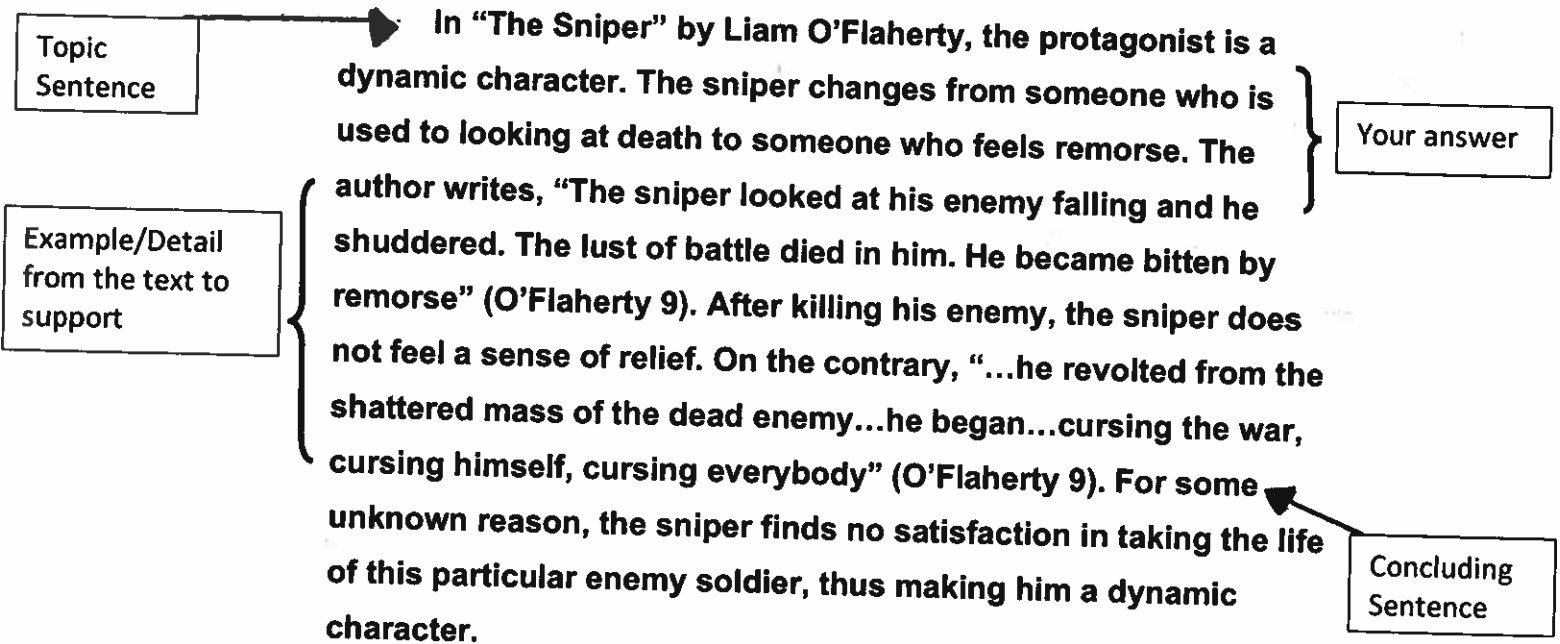 Topic
Sentence
In “The Sniper” by Liam O’Flaherty, the protagonist is a
dynamic character. The sniper changes from someone who is
used to looking at death to someone who feels remorse. The
author writes, “The sniper looked at his enemy falling and he
shuddered. The lust of battle died in him. He became bitten by
remorse” (O’Flaherty 9). After killing his enemy, the sniper does
not feel a sense of relief. On the contrary, “...he revolted from the
shattered mass of the dead enemy...he began...cursing the war,
cursing himself, cursing everybody” (O’Flaherty 9). For some
unknown reason, the sniper finds no satisfaction in taking the life
of this particular enemy soldier, thus making him a dynamic
character.
Your answer
Example/Detail
from the text to
support
Concluding
Sentence